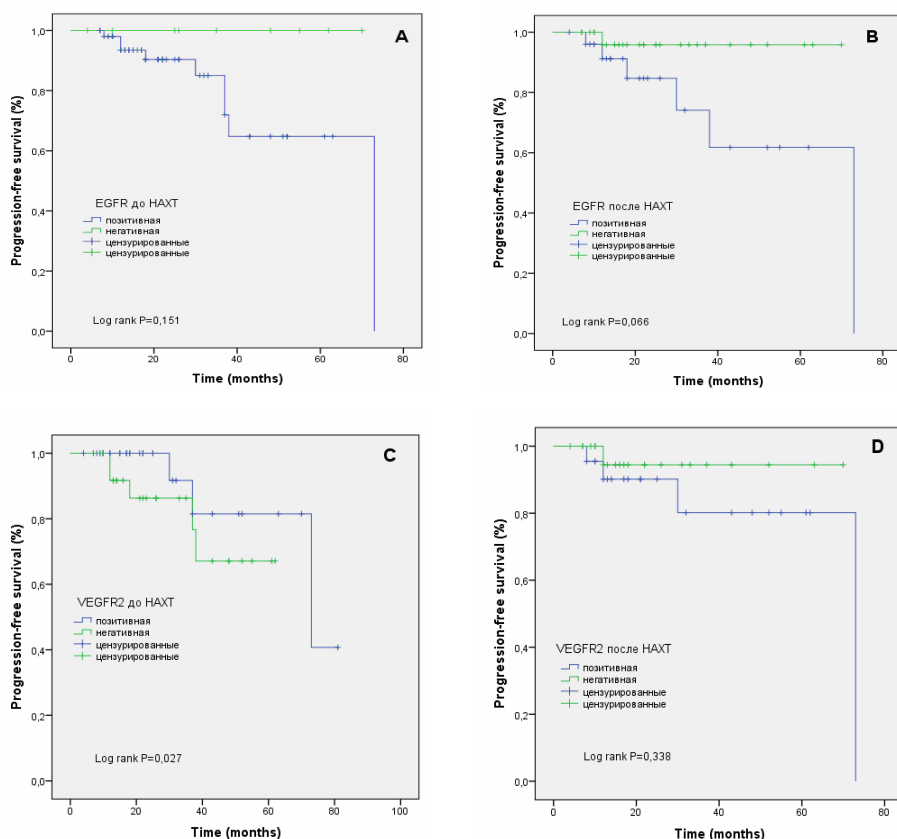 A
Progression-free survival (%)
1,0
0,8
0,6
0,4
0,2
0,0
EGFR до НАХТ
позитивная
негативная
цензурированные
цензурированные
Log rank P=0,151
0 20 40 60 80
Time (months)
B
Progression-free survival (%)
1,0
0,8
0,6
0,4
0,2
0,0
EGFR после НАХТ
позитивная
негативная
цензурированные
цензурированные
Log rank P=0,066
0 20 40 60 80
Time (months)
C
Progression-free survival (%)
1,0
0,8
0,6
0,4
0,2
0,0
VEGFR2 до НАХТ
позитивная
негативная
цензурированные
цензурированные
Log rank P=0,027
0 20 40 60 80 100
Time (months)
D
Progression-free survival (%)
1,0
0,8
0,6
0,4
0,2
0,0
VEGFR2 после НАХТ
позитивная
негативная
цензурированные
цензурированные
Log rank P=0,338
0 20 40 60 80
Time (months)